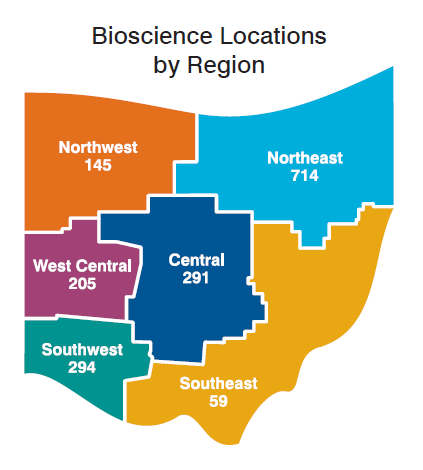 Bioscience Locations
by Region
Northwest
145
Northeast
714
West Central
205
Central
291
Southwest
294
Southeast
59